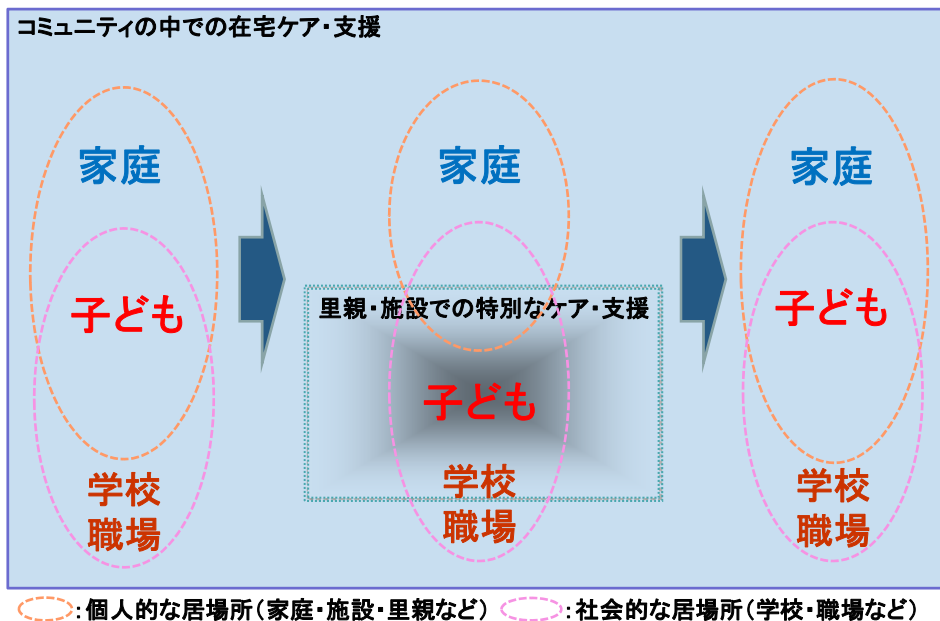 コミュニティの中での在宅ケア・支援
家庭
子ども
学校
職場
家庭
里親・施設での特別なケア・支援
子ども
学校
職場
家庭
子ども
学校
職場
:個人的な居場所(家庭・施設・里親など)
:社会的な居場所(学校・職場など)